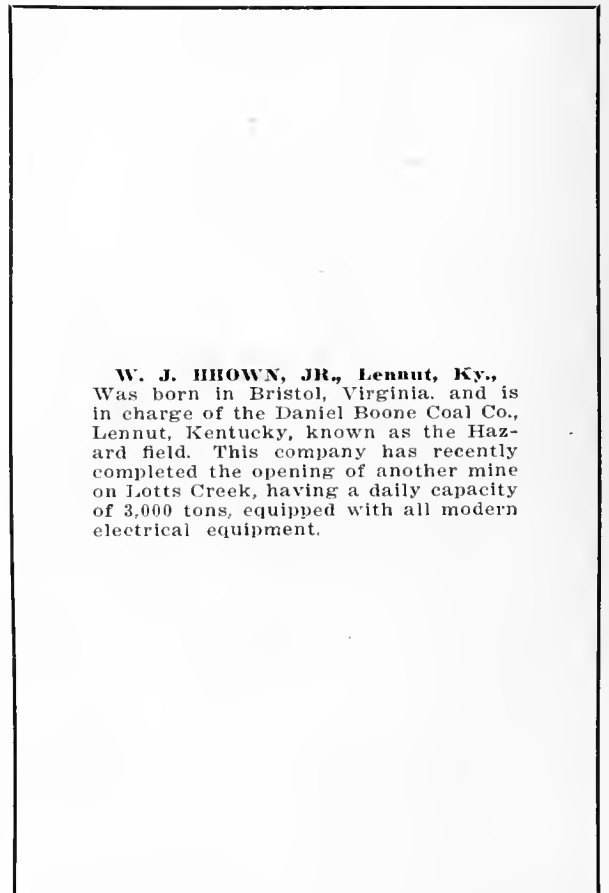 W. J. BROWN, JR., Lennut, Ky.,
Was born in Bristol, Virginia. and is
in charge of the Daniel Boone Coal Co.,
Lennut, Kentucky, known as the Haz-
ard field. This company has recently
completed the opening of another mine
on Lotts Creek, having a daily capacity
of 3,000 tons, equipped with all modern
electrical equipment.